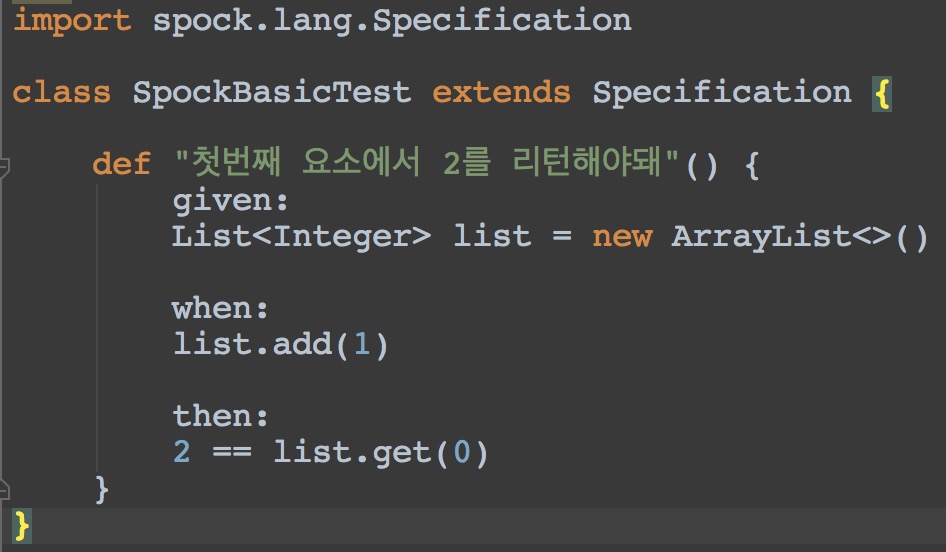 import spock.lang.Specification
class SpockBasicTest extends Specification {
def "첫번째 요소에서 2를 리턴해야돼"() {
given:
List<Integer> list = new ArrayList<>()
when:
list.add(1)
then:
2 == list.get(0)
}
}